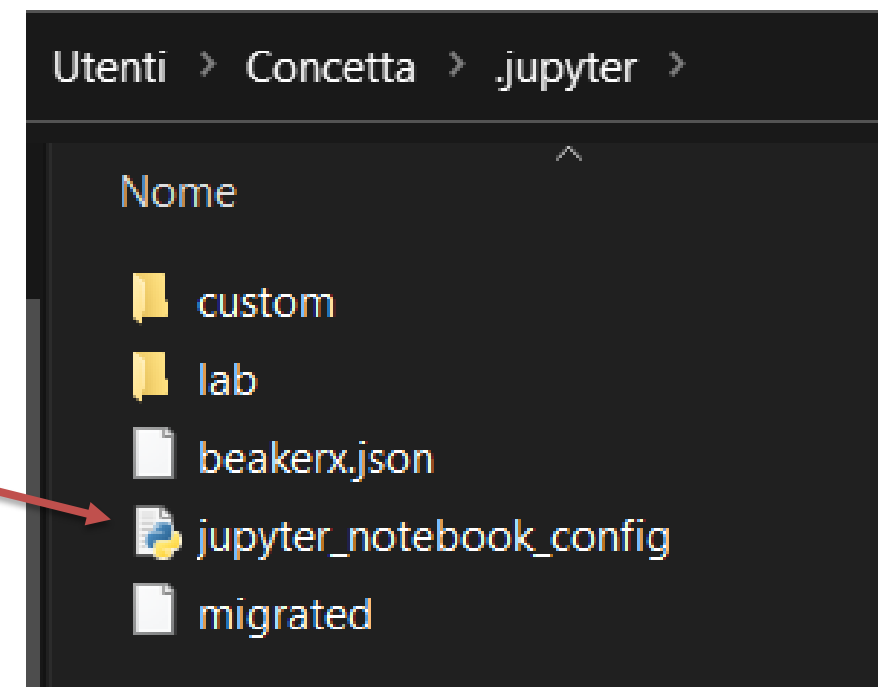 Utenti > Concetta > .jupyter >
Nome
custom
lab
beakerx.json
jupyter_notebook_config
migrated